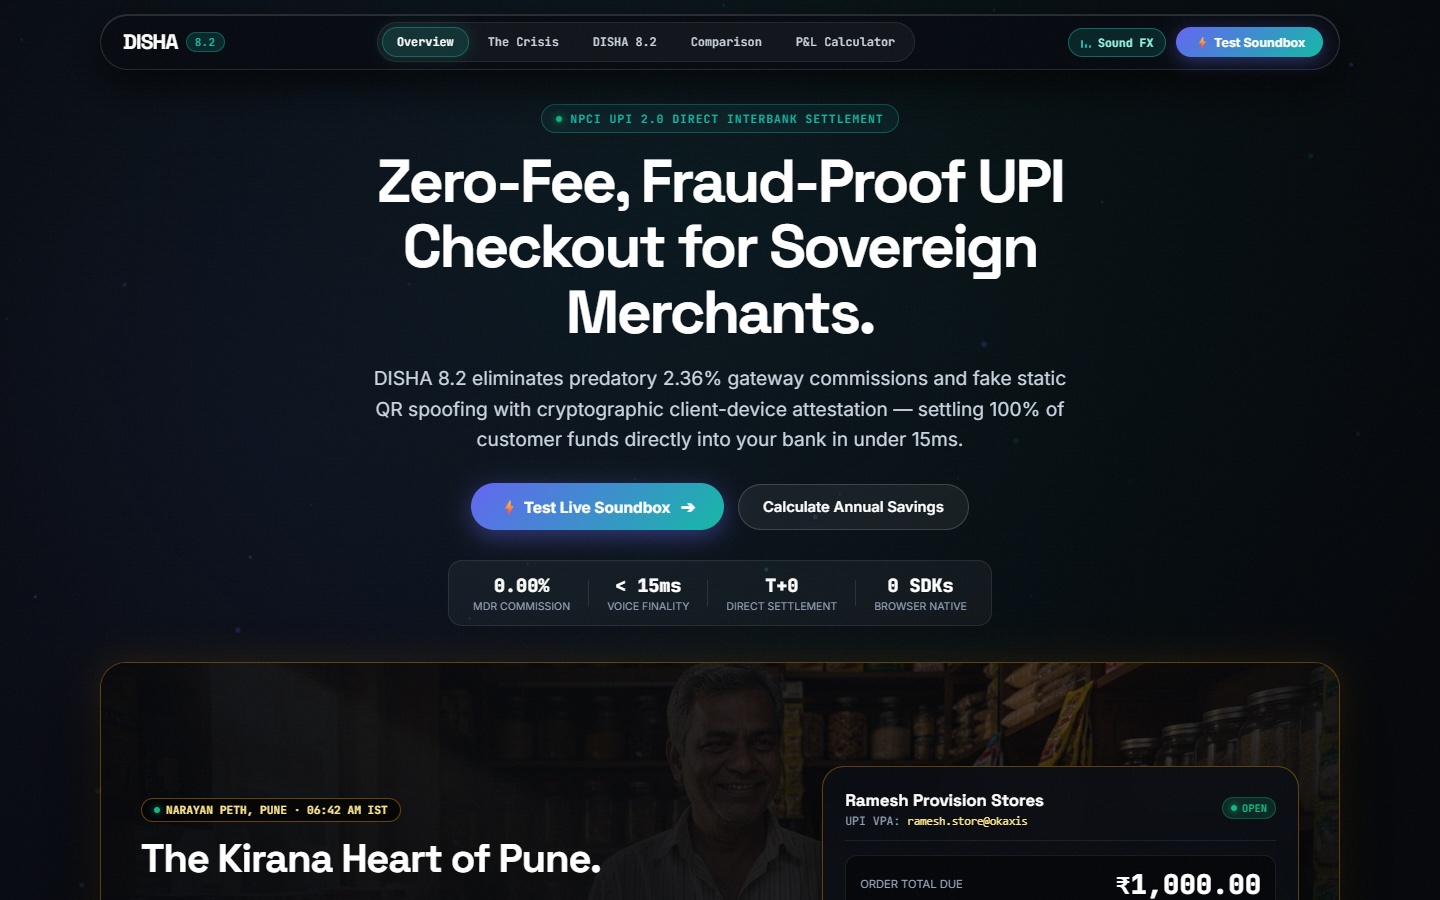 DISHA 8.2
Overview The Crisis DISHA 8.2 Comparison P&L Calculator
Sound FX
Test Soundbox
NPCI UPI 2.0 DIRECT INTERBANK SETTLEMENT
Zero-Fee, Fraud-Proof UPI
Checkout for Sovereign
Merchants.
DISHA 8.2 eliminates predatory 2.36% gateway commissions and fake static
QR spoofing with cryptographic client-device attestation — settling 100% of
customer funds directly into your bank in under 15ms.
Test Live Soundbox ➔
Calculate Annual Savings
0.00% < 15ms T+0 0 SDKs
MDR COMMISSION VOICE FINALITY DIRECT SETTLEMENT BROWSER NATIVE
NARAYAN PETH, PUNE · 06:42 AM IST
The Kirana Heart of Pune.
Ramesh Provision Stores
UPI VPA: ramesh.store@okaxis
OPEN
ORDER TOTAL DUE ₹1,000.00